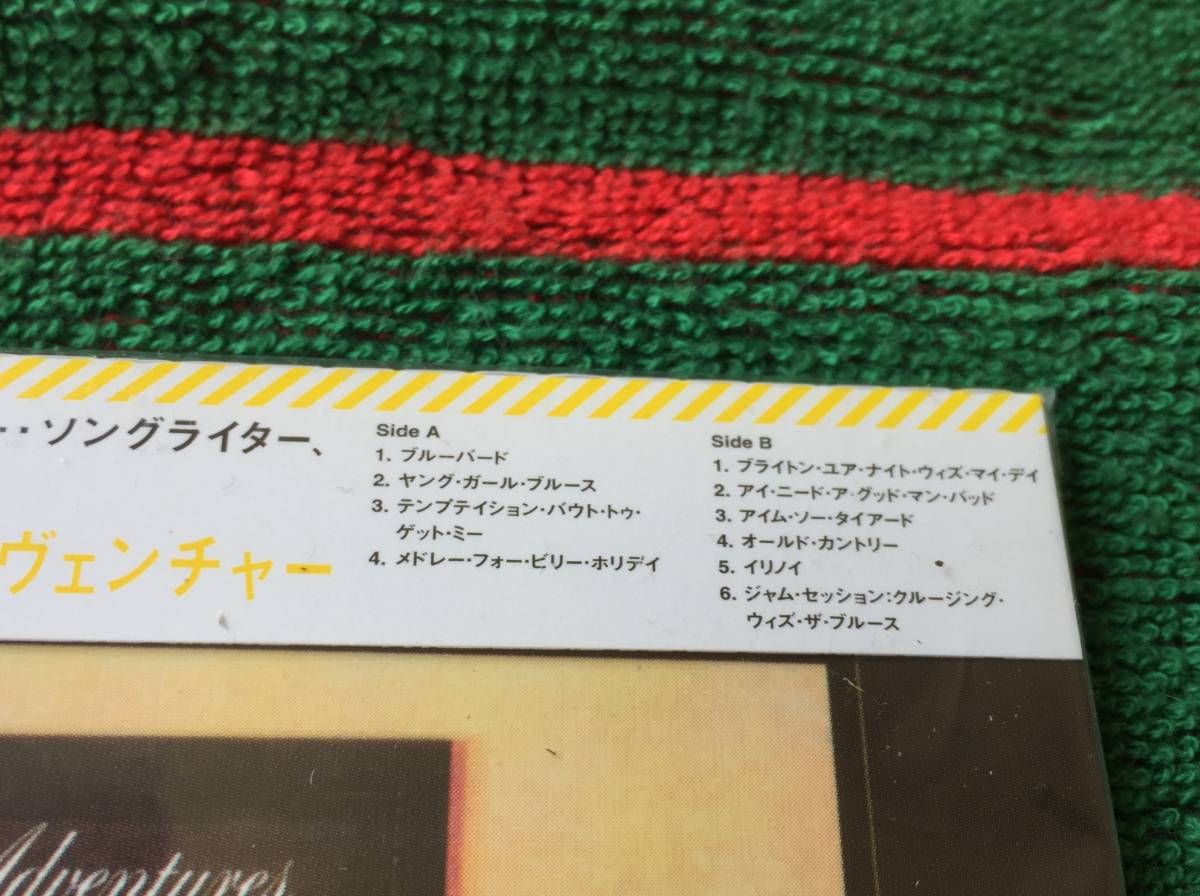 ‥ソングライター、
ヴェンチャー
Side A
1. ブルーバード
2. ヤング・ガール・ブルース
3. テンプテイション・バウト・トゥ・
ゲット・ミー
4. メドレー・フォー・ビリー・ホリデイ
Side B
1. ブライトン・ユア・ナイト・ウィズ・マイ・デイ
2. アイ・ニード・ア・グッド・マン・バッド
3. アイム・ソー・タイアード
4. オールド・カントリー
5. イリノイ
6. ジャム・セッション：クルージング・
ウィズ・ザ・ブルース
Adventures